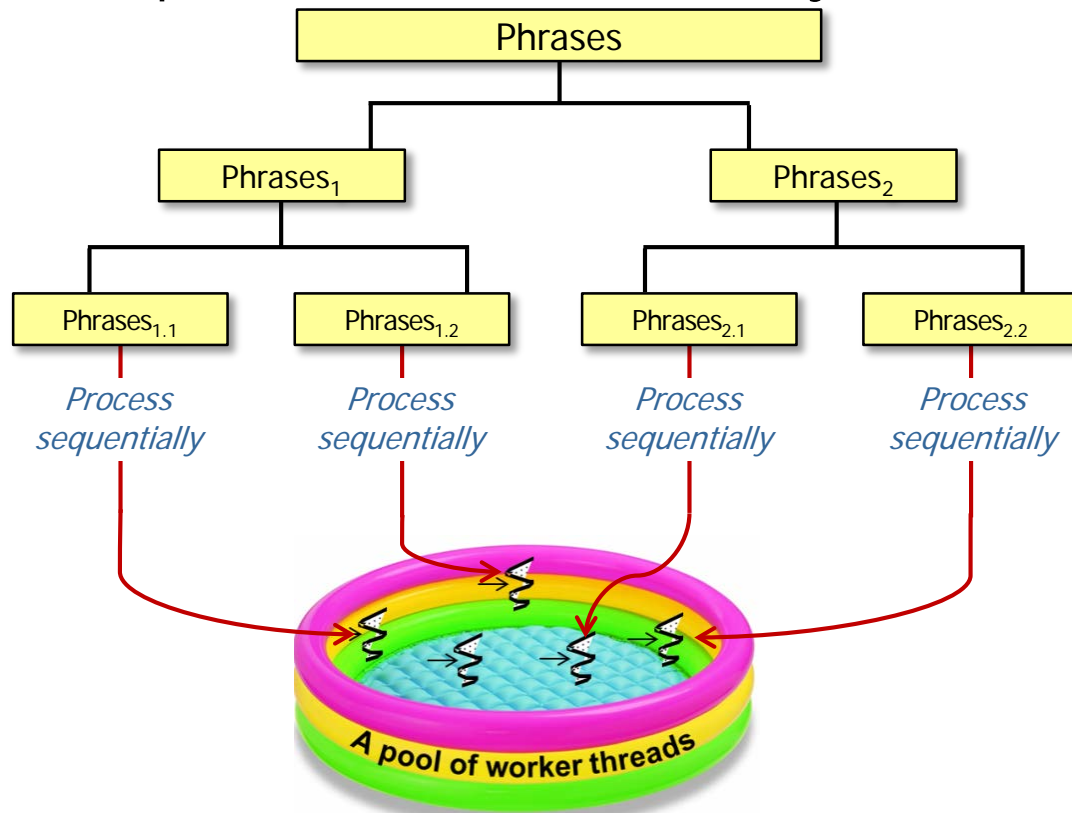 Phrases
Phrases₁
Phrases₂
Phrases₁.₁
Phrases₁.₂
Phrases₂.₁
Phrases₂.₂
Process
sequentially
Process
sequentially
Process
sequentially
Process
sequentially
A pool of worker threads